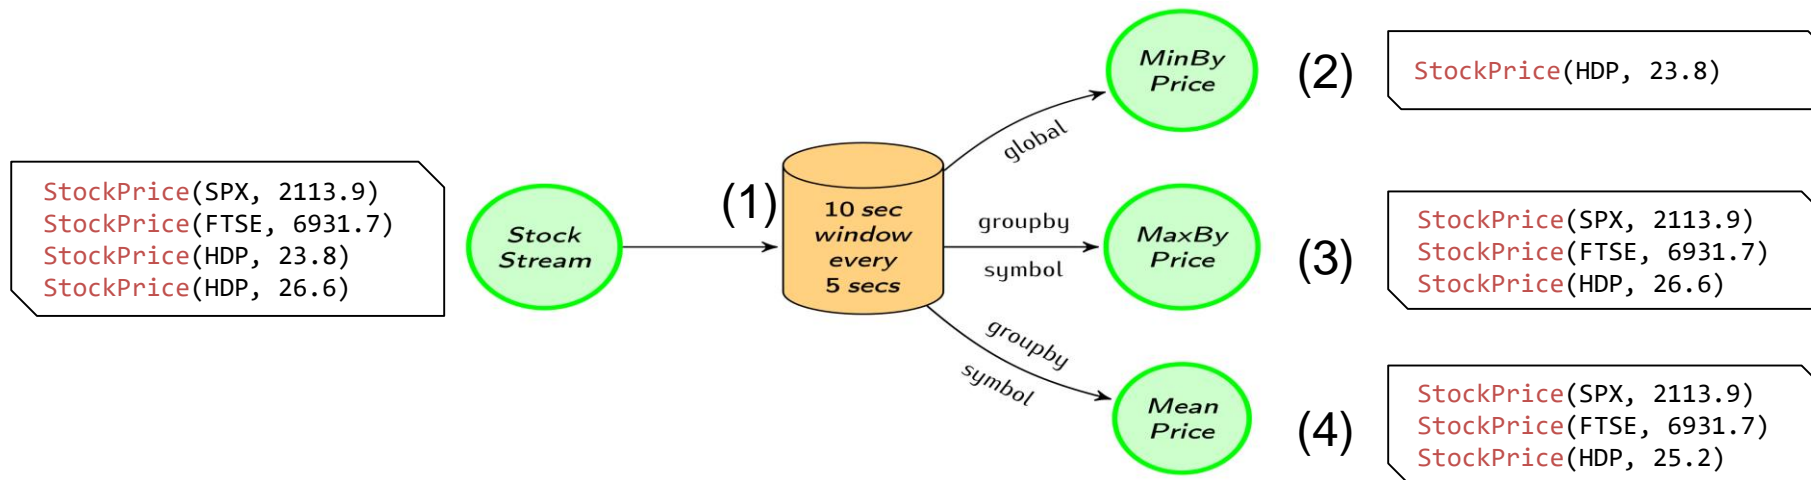 StockPrice(SPX, 2113.9)
StockPrice(FTSE, 6931.7)
StockPrice(HDP, 23.8)
StockPrice(HDP, 26.6)
Stock
Stream
(1)
10 sec
window
every
5 secs
global
MinBy
Price
(2)
StockPrice(HDP, 23.8)
groupby
symbol
MaxBy
Price
(3)
StockPrice(SPX, 2113.9)
StockPrice(FTSE, 6931.7)
StockPrice(HDP, 26.6)
groupby
symbol
Mean
Price
(4)
StockPrice(SPX, 2113.9)
StockPrice(FTSE, 6931.7)
StockPrice(HDP, 25.2)